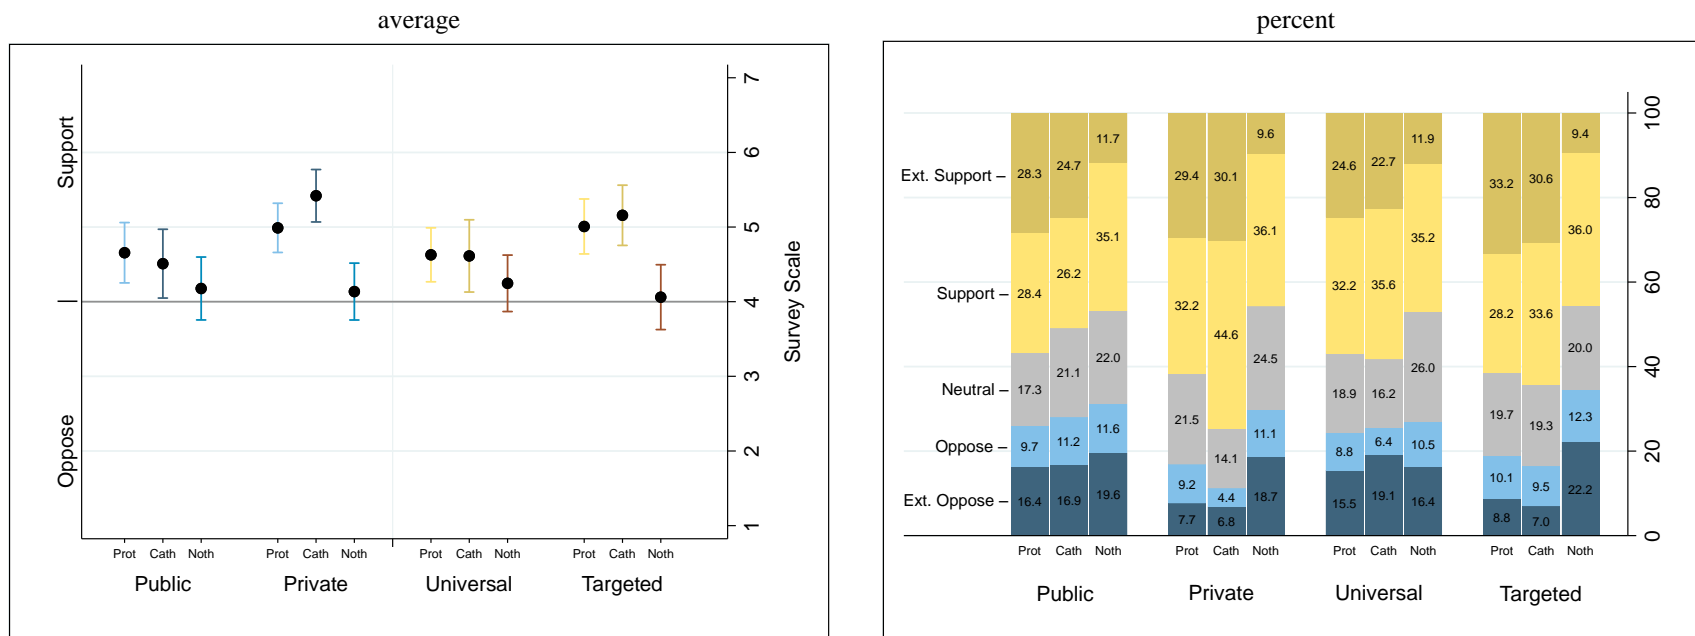 average
Support
|
Oppose
7
6
5
4
3
2
1
Survey Scale
Prot Cath Noth Prot Cath Noth Prot Cath Noth Prot Cath Noth
Public Private Universal Targeted
percent
Ext. Support –
Support –
Neutral –
Oppose –
Ext. Oppose –
28.3 24.7 11.7 29.4 30.1 9.6 24.6 22.7 11.9 33.2 30.6 9.4
28.4 26.2 35.1 32.2 44.6 36.1 32.2 35.6 35.2 28.2 33.6 36.0
17.3 21.1 22.0 21.5 14.1 24.5 18.9 16.2 26.0 19.7 19.3 20.0
9.7 11.2 11.6 9.2 4.4 11.1 8.8 6.4 10.5 10.1 9.5 12.3
16.4 16.9 19.6 7.7 6.8 18.7 15.5 19.1 16.4 8.8 7.0 22.2
100
80
60
40
20
0
Prot Cath Noth Prot Cath Noth Prot Cath Noth Prot Cath Noth
Public Private Universal Targeted